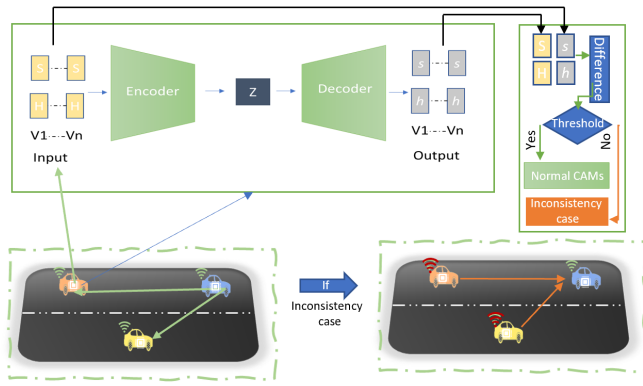 S S
H H
V1 Vn
Input
Encoder
Z
Decoder
s s
h h
V1 Vn
Output
S s
H h
Difference
Threshold
Yes
No
Normal CAMs
Inconsistency
case
If
Inconsistency
case